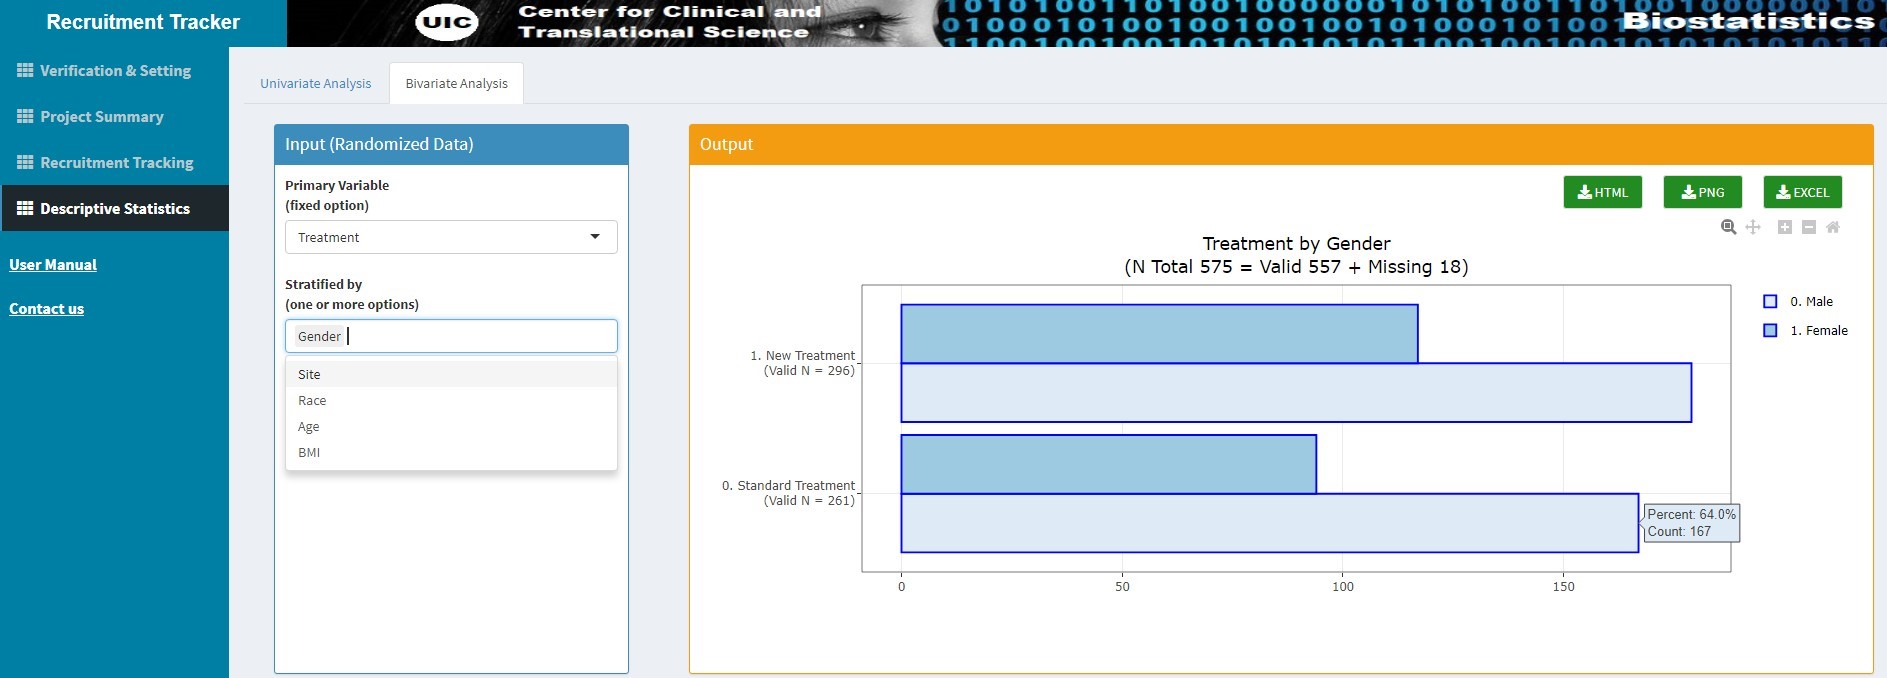 Recruitment Tracker
UIC
Center for Clinical and
Translational Science
Biostatistics
Verification & Setting
Project Summary
Recruitment Tracking
Descriptive Statistics
User Manual
Contact us
Univariate Analysis
Bivariate Analysis
Input (Randomized Data)
Primary Variable
(fixed option)
Treatment
Stratified by
(one or more options)
Gender
Site
Race
Age
BMI
Output
HTML
PNG
EXCEL
Treatment by Gender
(N Total 575 = Valid 557 + Missing 18)
0. Male
1. Female
1. New Treatment
(Valid N = 296)
0. Standard Treatment
(Valid N = 261)
Percent: 64.0%
Count: 167
0
50
100
150